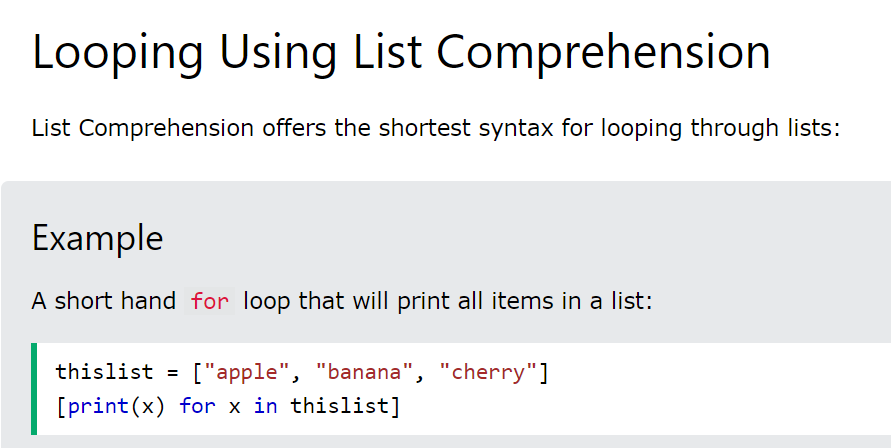 Looping Using List Comprehension
List Comprehension offers the shortest syntax for looping through lists:
Example
A short hand for loop that will print all items in a list:
thislist = ["apple", "banana", "cherry"]
[print(x) for x in thislist]